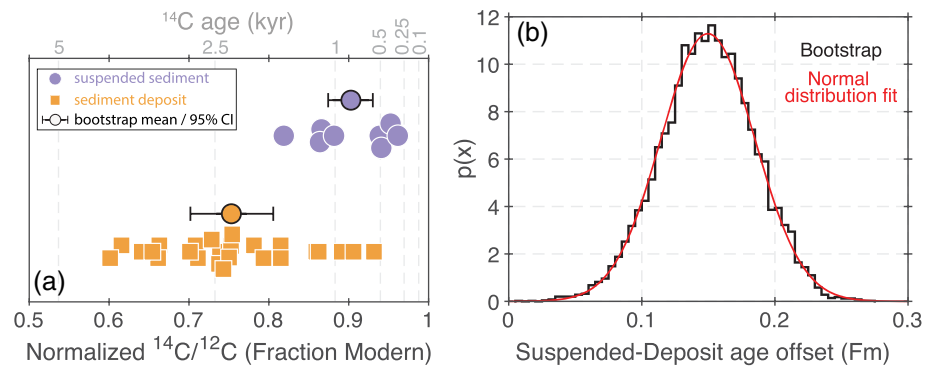 14C age (kyr)
5 2.5 1 0.5 0.25 0.1
suspended sediment
sediment deposit
bootstrap mean / 95% CI
(a)
0.5 0.6 0.7 0.8 0.9 1
Normalized 14C/12C (Fraction Modern)
(b)
Bootstrap
Normal
distribution fit
p(x)
12
10
8
6
4
2
0
0 0.1 0.2 0.3
Suspended-Deposit age offset (Fm)